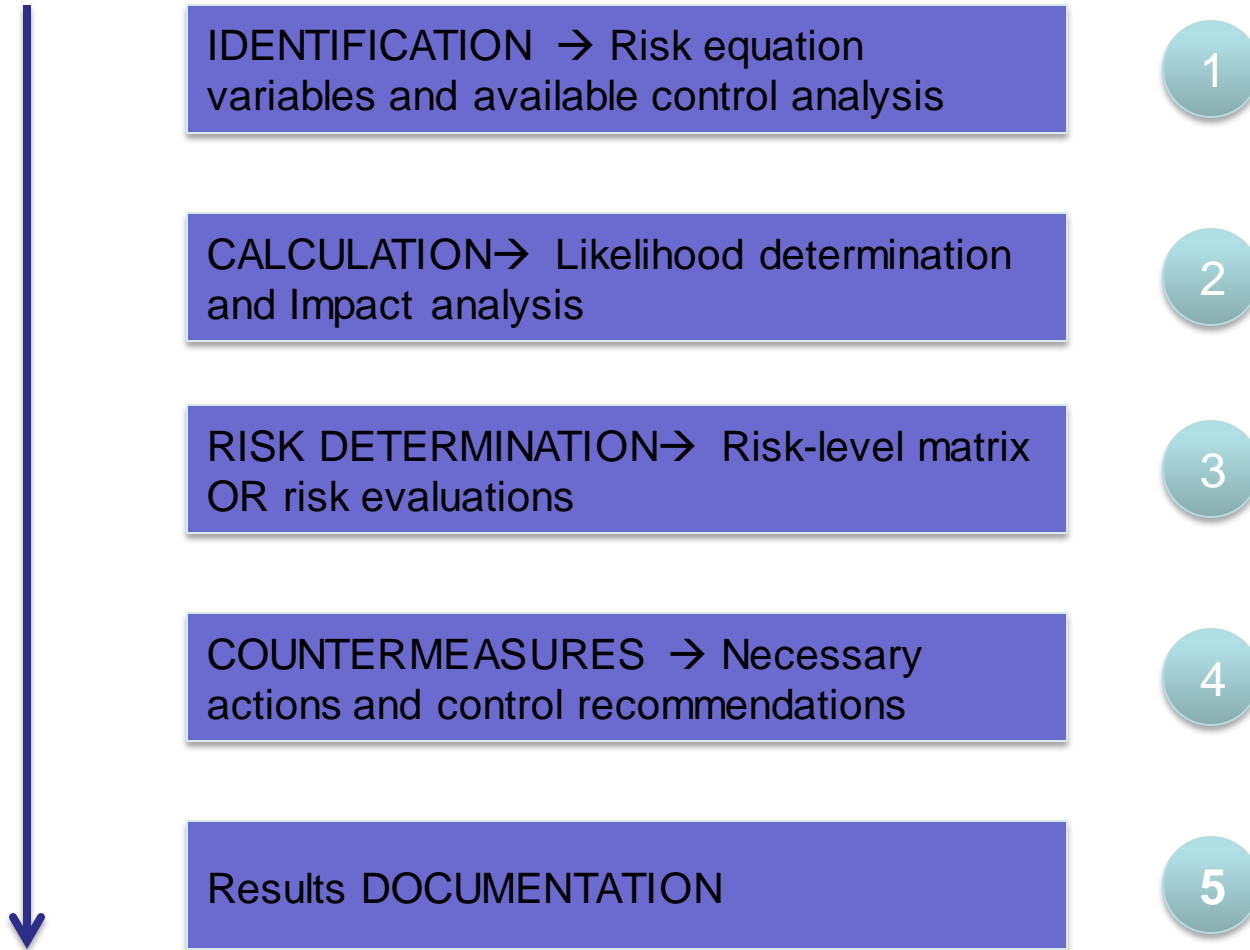 IDENTIFICATION → Risk equation
variables and available control analysis
1
CALCULATION→ Likelihood determination
and Impact analysis
2
RISK DETERMINATION→ Risk-level matrix
OR risk evaluations
3
COUNTERMEASURES → Necessary
actions and control recommendations
4
Results DOCUMENTATION
5